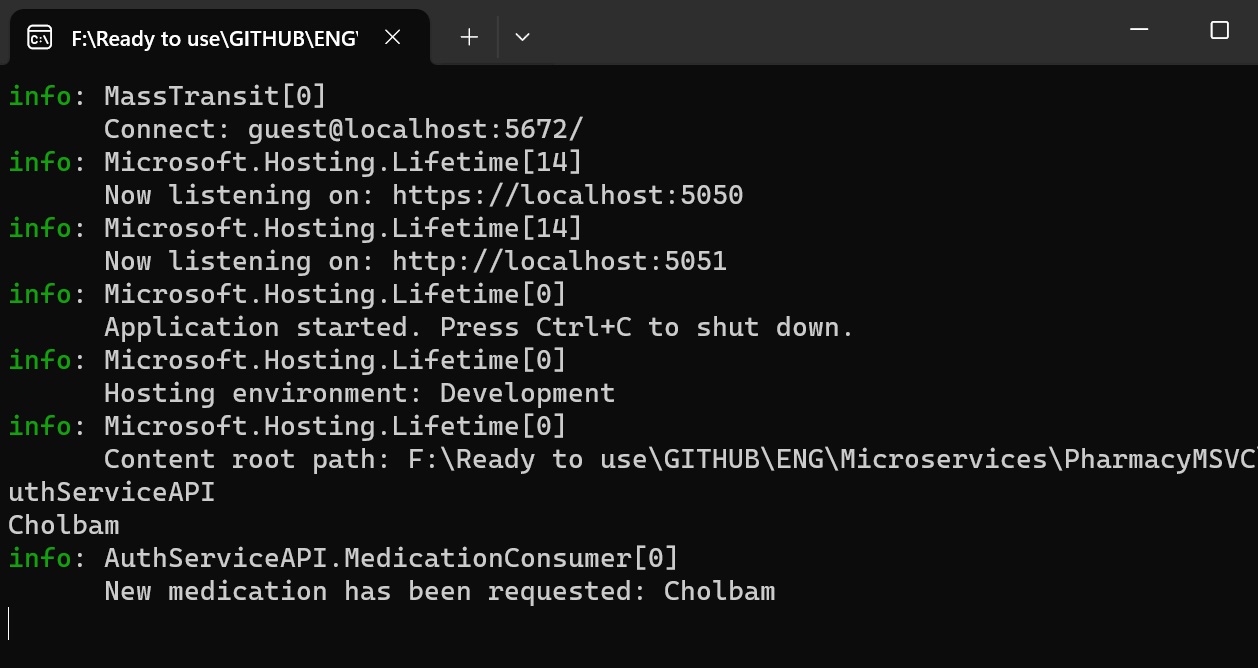 F:\Ready to use\GITHUB\ENG\
info: MassTransit[0]
      Connect: guest@localhost:5672/
info: Microsoft.Hosting.Lifetime[14]
      Now listening on: https://localhost:5050
info: Microsoft.Hosting.Lifetime[14]
      Now listening on: http://localhost:5051
info: Microsoft.Hosting.Lifetime[0]
      Application started. Press Ctrl+C to shut down.
info: Microsoft.Hosting.Lifetime[0]
      Hosting environment: Development
info: Microsoft.Hosting.Lifetime[0]
      Content root path: F:\Ready to use\GITHUB\ENG\Microservices\PharmacyMSVC
uthServiceAPI
Cholbam
info: AuthServiceAPI.MedicationConsumer[0]
      New medication has been requested: Cholbam